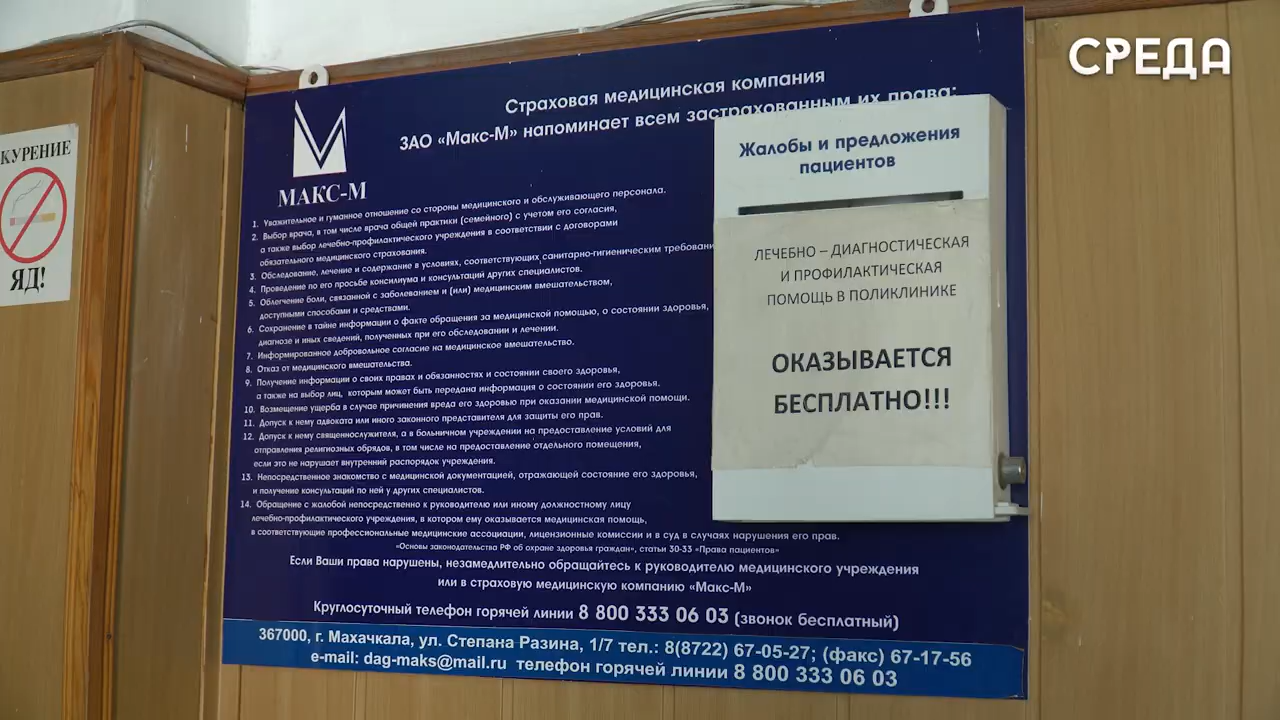 СРЕДА
КУРЕНИЕ
ЯД!
МАКС-М
Страховая медицинская компания
ЗАО «Макс-М» напоминает всем застрахованным их права:
1. Уважительное и гуманное отношение со стороны медицинского и обслуживающего персонала.
2. Выбор врача, в том числе врача общей практики (семейного) с учетом его согласия,
а также выбор лечебно-профилактического учреждения в соответствии с договорами
обязательного медицинского страхования.
3. Обследование, лечение и содержание в условиях, соответствующих санитарно-гигиеническим требовани
4. Проведение по его просьбе консилиума и консультаций других специалистов.
5. Облегчение боли, связанной с заболеванием и (или) медицинским вмешательством,
доступными способами и средствами.
6. Сохранение в тайне информации о факте обращения за медицинской помощью, о состоянии здоровья,
диагнозе и иных сведений, полученных при его обследовании и лечении.
7. Информированное добровольное согласие на медицинское вмешательство.
8. Отказ от медицинского вмешательства.
9. Получение информации о своих правах и обязанностях и состоянии своего здоровья,
а также на выбор лиц, которым может быть передана информация о состоянии его здоровья.
10. Возмещение ущерба в случае причинения вреда его здоровью при оказании медицинской помощи.
11. Допуск к нему адвоката или иного законного представителя для защиты его прав.
12. Допуск к нему священнослужителя, а в больничном учреждении на предоставление условий для
отправления религиозных обрядов, в том числе на предоставление отдельного помещения,
если это не нарушает внутренний распорядок учреждения.
13. Непосредственное знакомство с медицинской документацией, отражающей состояние его здоровья,
и получение консультаций по ней у других специалистов.
14. Обращение с жалобой непосредственно к руководителю или иному должностному лицу
лечебно-профилактического учреждения, в котором ему оказывается медицинская помощь,
в соответствующие профессиональные медицинские ассоциации, лицензионные комиссии и в суд в случаях нарушения его прав.
«Основы законодательства РФ об охране здоровья граждан», статьи 30-33 «Права пациентов»
Если Ваши права нарушены, незамедлительно обращайтесь к руководителю медицинского учреждения
или в страховую медицинскую компанию «Макс-М»
Круглосуточный телефон горячей линии 8 800 333 06 03 (звонок бесплатный)
367000, г. Махачкала, ул. Степана Разина, 1/7 тел.: 8(8722) 67-05-27; (факс) 67-17-56
e-mail: dag-maks@mail.ru телефон горячей линии 8 800 333 06 03
Жалобы и предложения
пациентов
ЛЕЧЕБНО – ДИАГНОСТИЧЕСКАЯ
И ПРОФИЛАКТИЧЕСКАЯ
ПОМОЩЬ В ПОЛИКЛИНИКЕ
ОКАЗЫВАЕТСЯ
БЕСПЛАТНО!!!